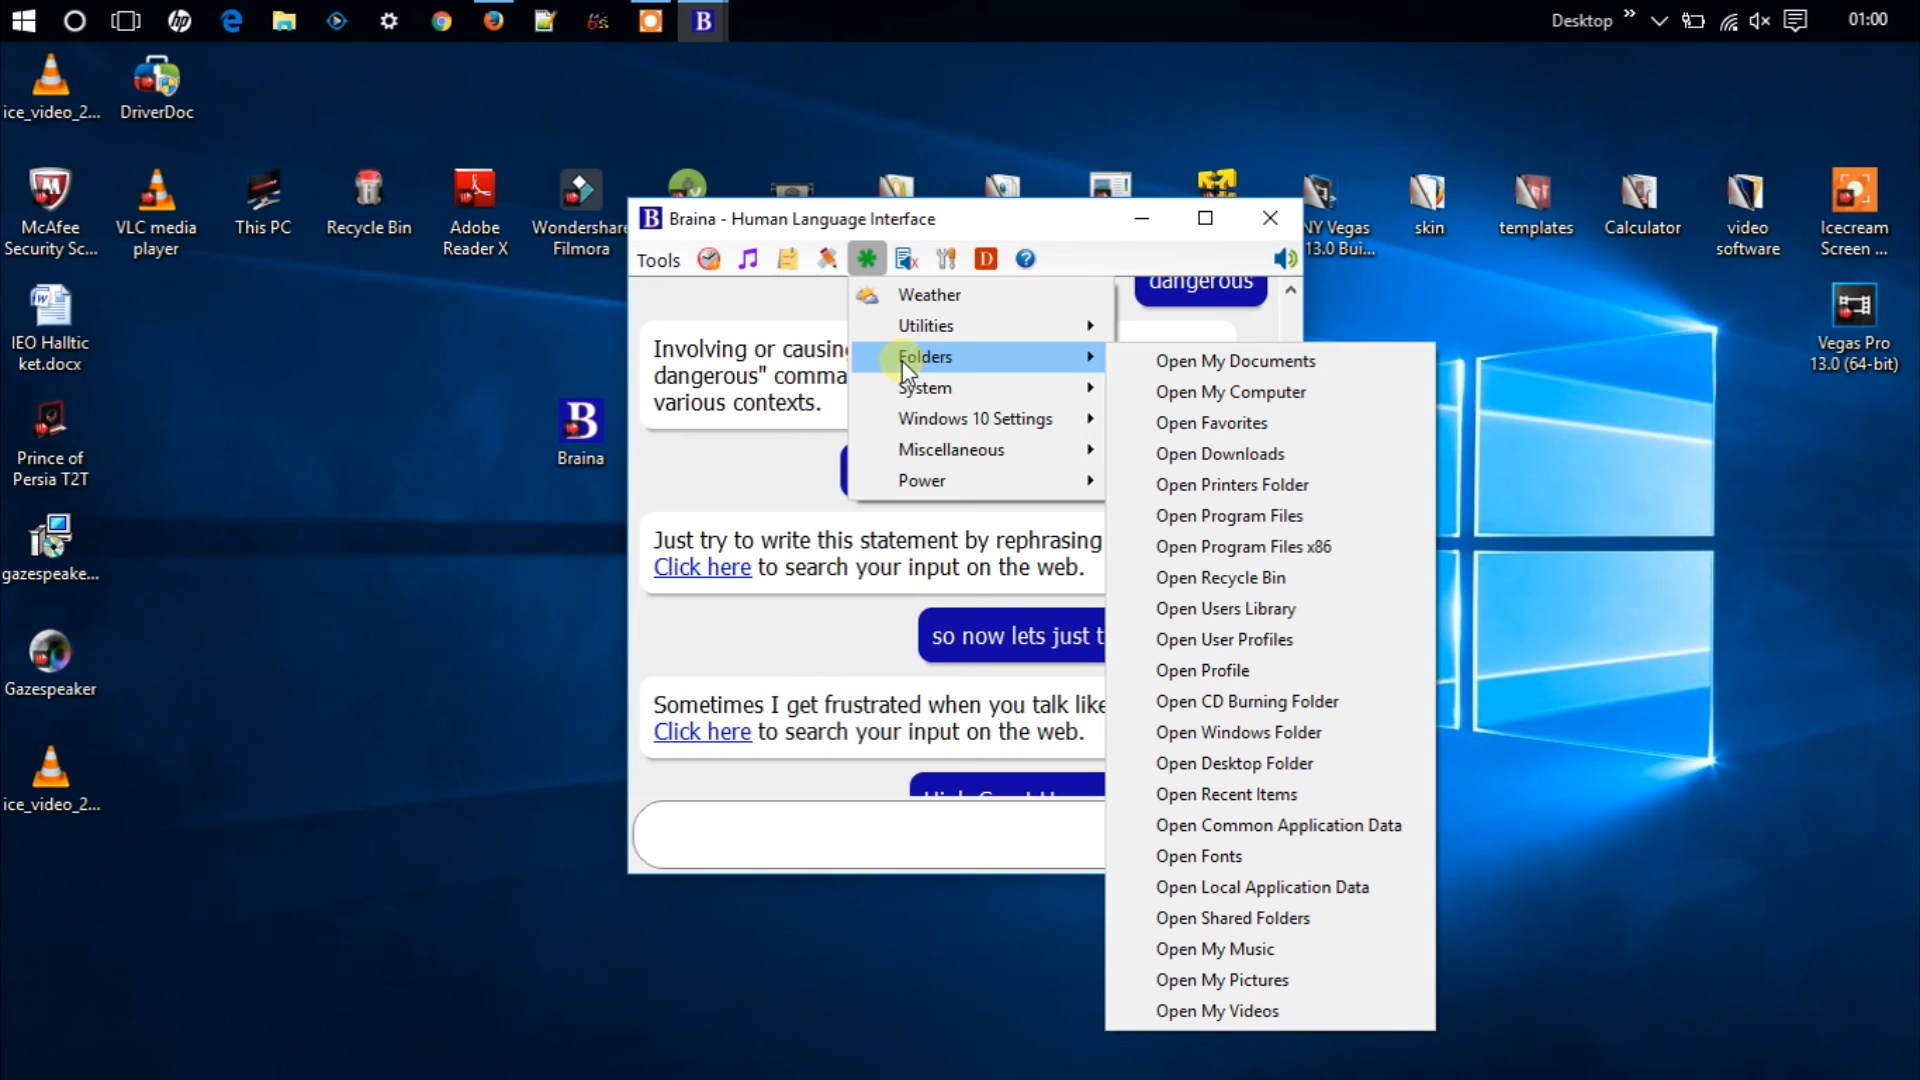 Desktop
01:00
ice_video_2...
DriverDoc
McAfee
Security Sc...
VLC media
player
This PC
Recycle Bin
Adobe
Reader X
Wondershare
Filmora
NY Vegas
13.0 Bui...
skin
templates
Calculator
video
software
Icecream
Screen ...
IEO Halltic
ket.docx
Vegas Pro
13.0 (64-bit)
Prince of
Persia T2T
Braina
gazespeake...
Gazespeaker
ice_video_2...
B Braina - Human Language Interface
Tools
D
dangerous
Involving or causing
dangerous" comma
various contexts.
Just try to write this statement by rephrasing
Click here to search your input on the web.
so now lets just t
Sometimes I get frustrated when you talk like
Click here to search your input on the web.
Weather
Utilities
Folders
System
Windows 10 Settings
Miscellaneous
Power
Open My Documents
Open My Computer
Open Favorites
Open Downloads
Open Printers Folder
Open Program Files
Open Program Files x86
Open Recycle Bin
Open Users Library
Open User Profiles
Open Profile
Open CD Burning Folder
Open Windows Folder
Open Desktop Folder
Open Recent Items
Open Common Application Data
Open Fonts
Open Local Application Data
Open Shared Folders
Open My Music
Open My Pictures
Open My Videos